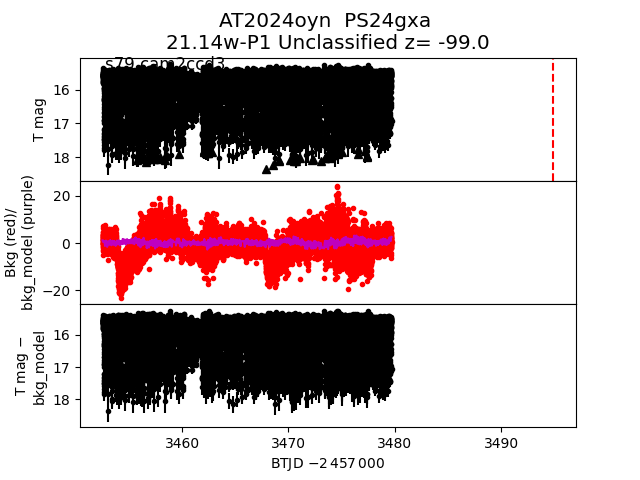 AT2024oyn PS24gxa
21.14w-P1 Unclassified z= -99.0
s79 cam2ccd3
16
17
18
T mag
20
0
−20
Bkg (red)/
bkg_model (purple)
16
17
18
T mag −
bkg_model
3460
3470
3480
3490
BTJD −2 457 000